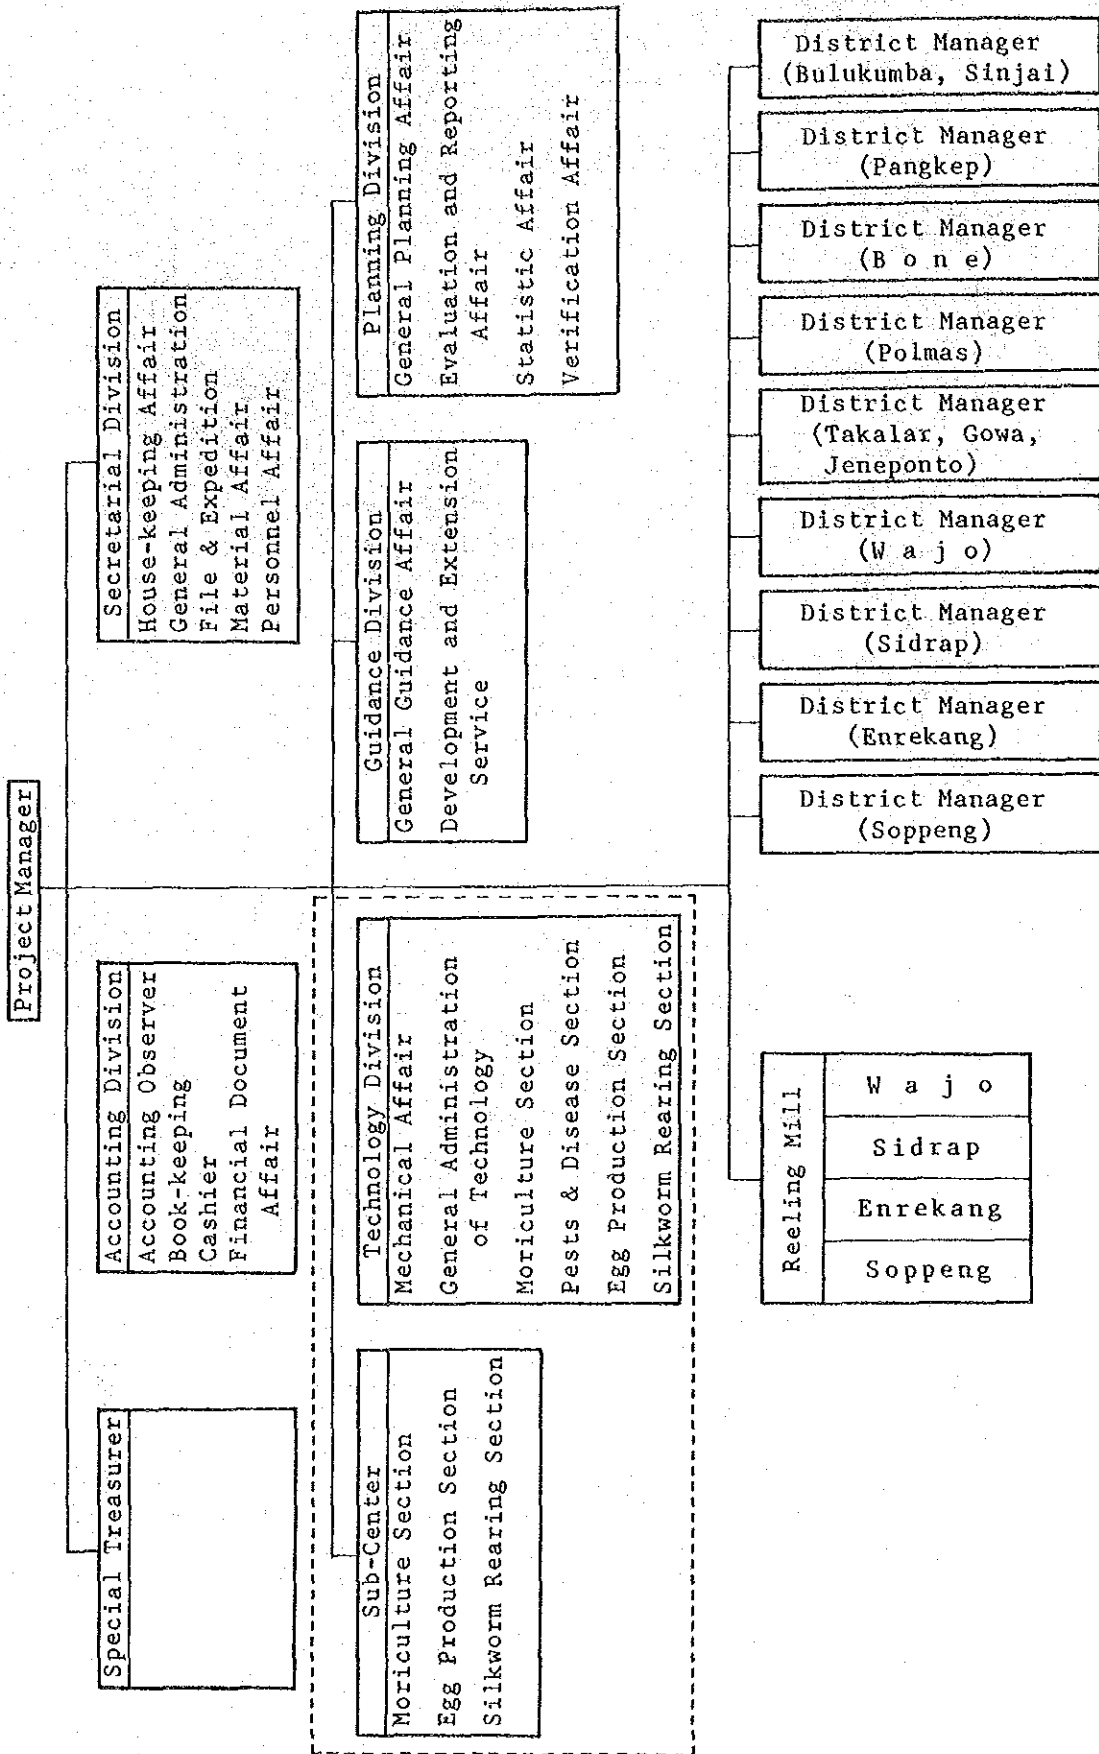 Project Manager
Special Treasurer
Accounting Division
Accounting Observer
Book-keeping
Cashier
Financial Document
Affair
Secretarial Division
House-keeping Affair
General Administration
File & Expedition
Material Affair
Personnel Affair
Sub-Center
Moriculture Section
Egg Production Section
Silkworm Rearing Section
Technology Division
Mechanical Affair
General Administration
of Technology
Moriculture Section
Pests & Disease Section
Egg Production Section
Silkworm Rearing Section
Guidance Division
General Guidance Affair
Development and Extension
Service
Planning Division
General Planning Affair
Evaluation and Reporting
Affair
Statistic Affair
Verification Affair
Reeling Mill
Soppeng
Enrekang
Sidrap
W a j o
District Manager
(Soppeng)
District Manager
(Enrekang)
District Manager
(Sidrap)
District Manager
(W a j o)
District Manager
(Takalar, Gowa,
Jeneponto)
District Manager
(Polmas)
District Manager
(B o n e)
District Manager
(Pangkep)
District Manager
(Bulukumba, Sinjai)